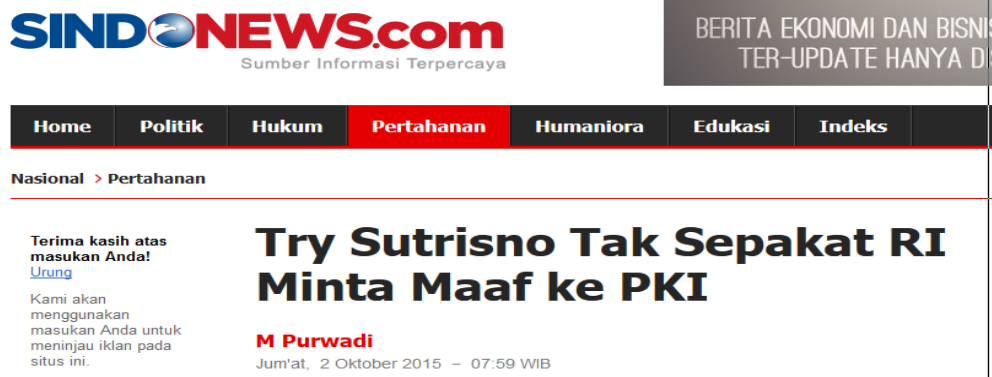 SINDONEWS.com
Sumber Informasi Terpercaya
BERITA EKONOMI DAN BISNIS
TER-UPDATE HANYA DI
Home Politik Hukum Pertahanan Humaniora Edukasi Indeks
Nasional > Pertahanan
Terima kasih atas
masukan Anda!
Urung
Kami akan
menggunakan
masukan Anda untuk
meninjau iklan pada
situs ini.
Try Sutrisno Tak Sepakat RI
Minta Maaf ke PKI
M Purwadi
Jum'at, 2 Oktober 2015 – 07:59 WIB